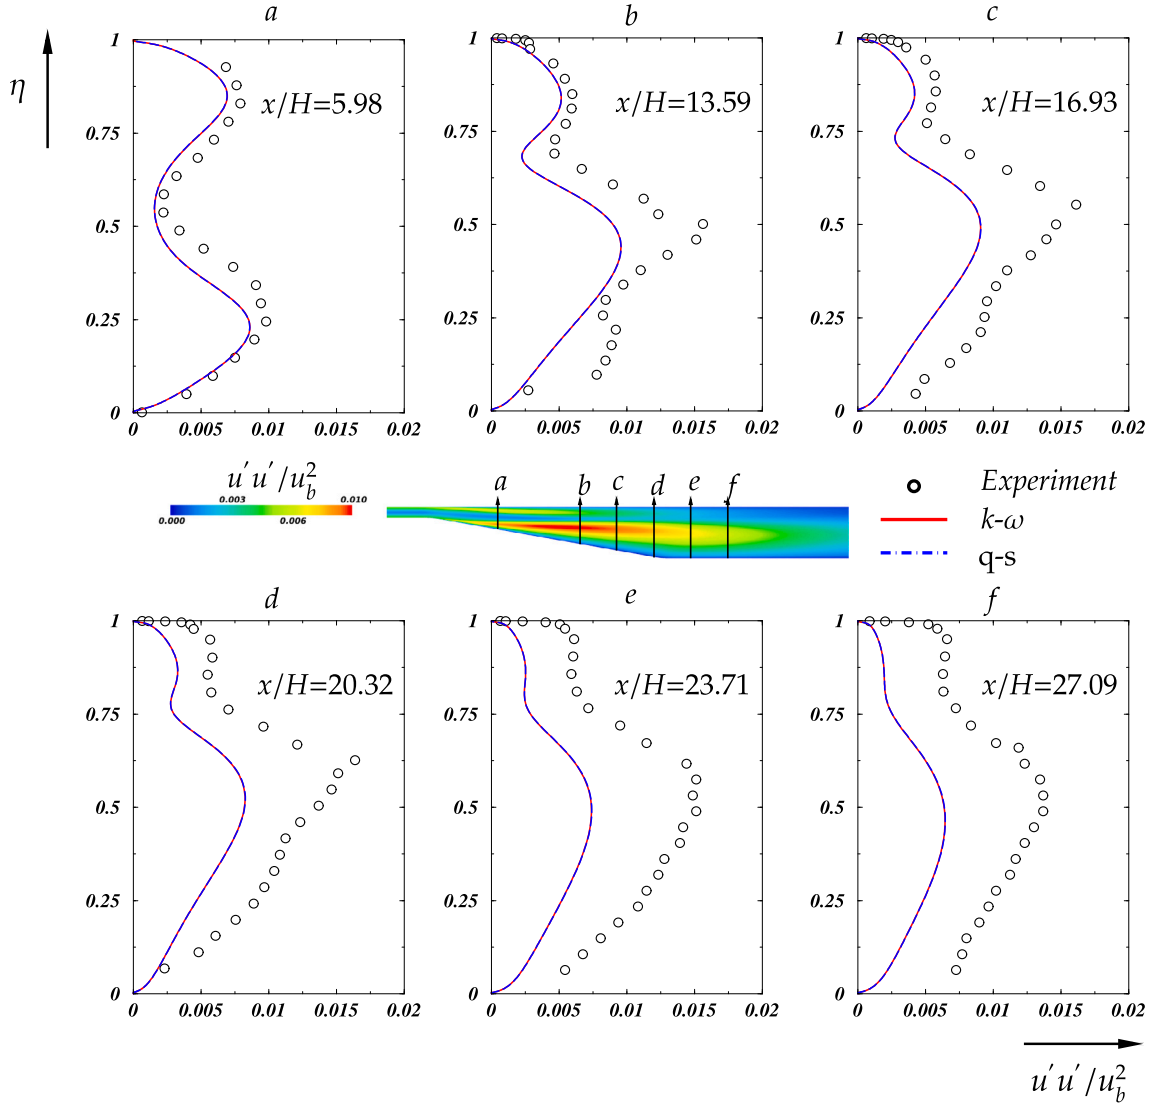 a
b
c
η
1
0.75
0.5
0.25
0
x/H=5.98
0 0.005 0.01 0.015 0.02
1
0.75
0.5
0.25
0
x/H=13.59
0 0.005 0.01 0.015 0.02
1
0.75
0.5
0.25
0
x/H=16.93
0 0.005 0.01 0.015 0.02
u'u'/u_b^2
0.003 0.010
0.000 0.006
a b c d e f
Experiment
k-ω
q-s
d
e
f
1
0.75
0.5
0.25
0
x/H=20.32
0 0.005 0.01 0.015 0.02
1
0.75
0.5
0.25
0
x/H=23.71
0 0.005 0.01 0.015 0.02
1
0.75
0.5
0.25
0
x/H=27.09
0 0.005 0.01 0.015 0.02
u'u'/u_b^2